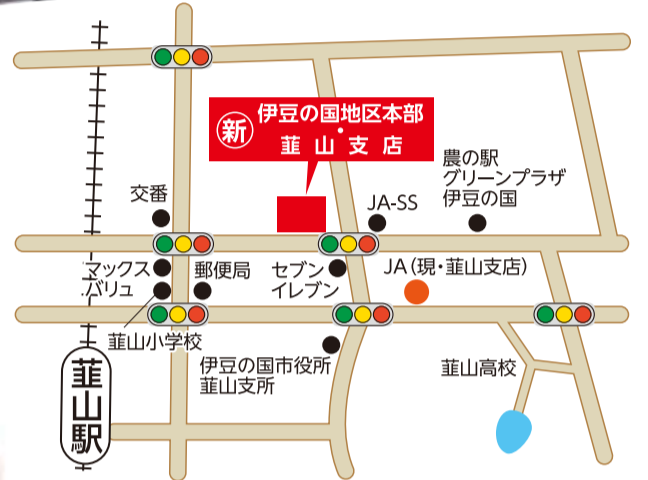 新
伊豆の国地区本部
・
韮山支店
農の駅
グリーンプラザ
伊豆の国
交番
JA-SS
マックス
バリュ
郵便局
セブン
イレブン
JA(現・韮山支店)
韮山小学校
伊豆の国市役所
韮山支所
韮山高校
韮山駅